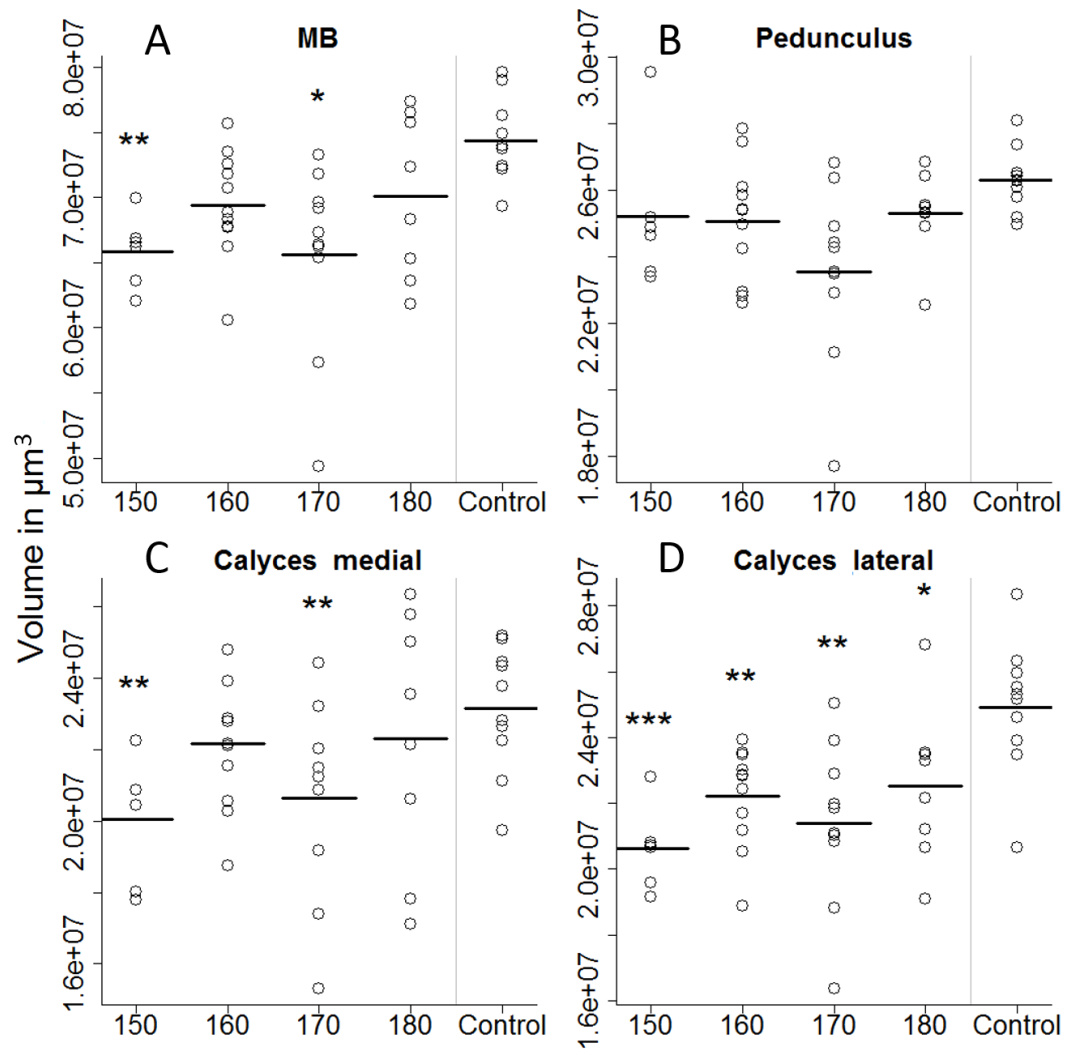 A MB
8.0e+07
7.0e+07
6.0e+07
5.0e+07
**
*
150 160 170 180 Control
B Pedunculus
3.0e+07
2.6e+07
2.2e+07
1.8e+07
150 160 170 180 Control
Volume in µm³
C Calyces medial
2.4e+07
2.0e+07
1.6e+07
**
**
150 160 170 180 Control
D Calyces lateral
2.8e+07
2.4e+07
2.0e+07
1.6e+07
***
**
**
*
150 160 170 180 Control